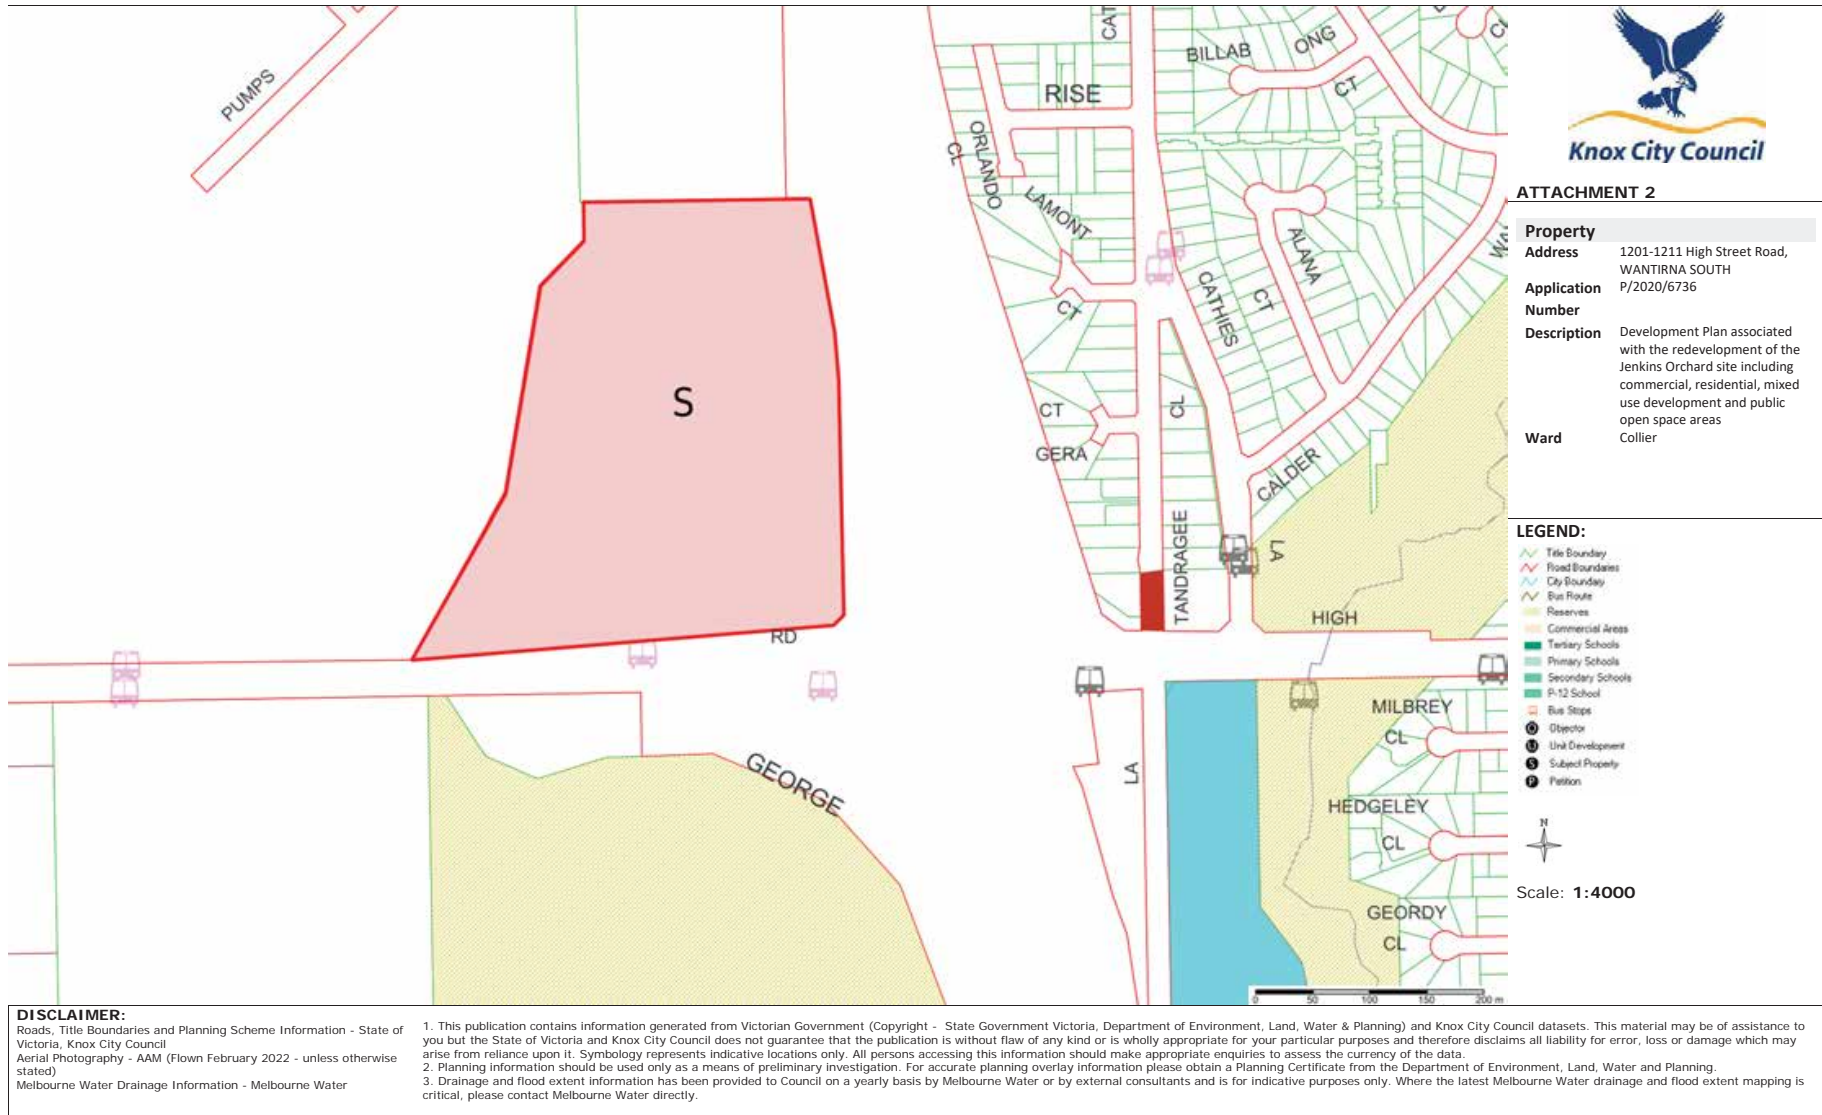 PUMPS
CAT
BILLAB
ONG
CT
RISE
ORLANDO
CL
LAMONT
CT
ALANA
CT
CATHIES
S
CT
GERA
CL
CALDER
TANDRAGEE
LA
HIGH
RD
GEORGE
LA
MILBREY
CL
HEDGELEY
CL
GEORDY
CL
0 50 100 150 200 m
Knox City Council
ATTACHMENT 2
Property
Address 1201-1211 High Street Road,
WANTIRNA SOUTH
Application P/2020/6736
Number
Description Development Plan associated
with the redevelopment of the
Jenkins Orchard site including
commercial, residential, mixed
use development and public
open space areas
Ward Collier
LEGEND:
Title Boundary
Road Boundaries
City Boundary
Bus Route
Reserves
Commercial Areas
Tertiary Schools
Primary Schools
Secondary Schools
P-12 School
Bus Stops
O Objector
U Unit Development
S Subject Property
P Petition
N
Scale: 1:4000
DISCLAIMER:
Roads, Title Boundaries and Planning Scheme Information - State of
Victoria, Knox City Council
Aerial Photography - AAM (Flown February 2022 - unless otherwise
stated)
Melbourne Water Drainage Information - Melbourne Water
1. This publication contains information generated from Victorian Government (Copyright - State Government Victoria, Department of Environment, Land, Water & Planning) and Knox City Council datasets. This material may be of assistance to
you but the State of Victoria and Knox City Council does not guarantee that the publication is without flaw of any kind or is wholly appropriate for your particular purposes and therefore disclaims all liability for error, loss or damage which may
arise from reliance upon it. Symbology represents indicative locations only. All persons accessing this information should make appropriate enquiries to assess the currency of the data.
2. Planning information should be used only as a means of preliminary investigation. For accurate planning overlay information please obtain a Planning Certificate from the Department of Environment, Land, Water and Planning.
3. Drainage and flood extent information has been provided to Council on a yearly basis by Melbourne Water or by external consultants and is for indicative purposes only. Where the latest Melbourne Water drainage and flood extent mapping is
critical, please contact Melbourne Water directly.